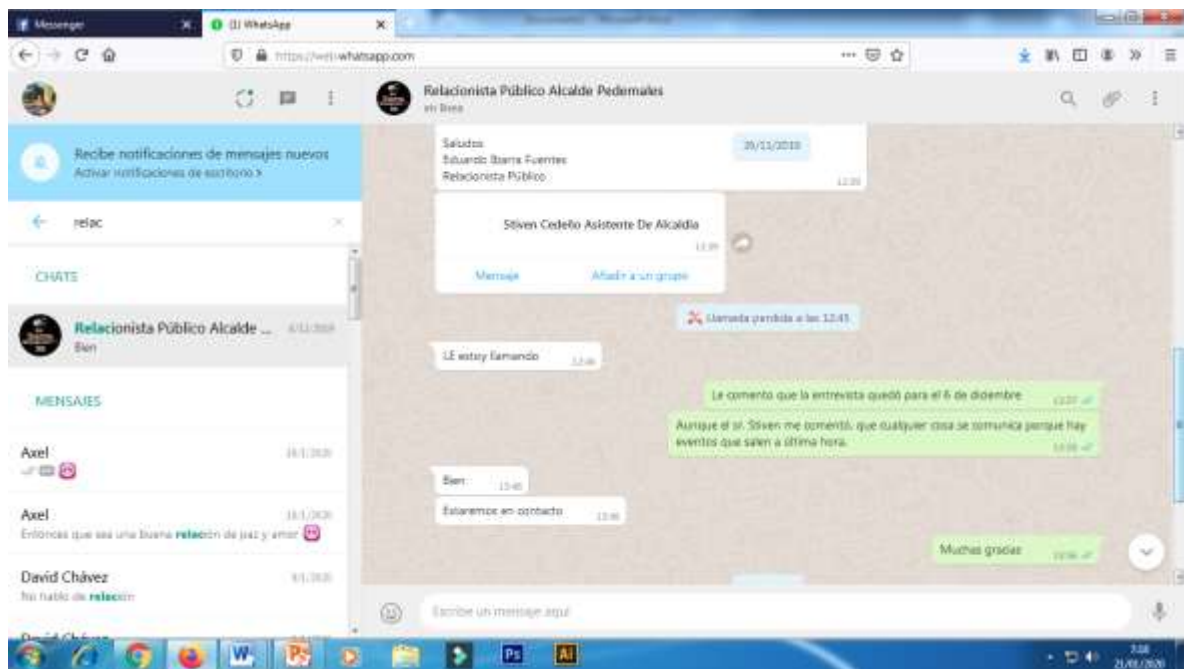 Messenger
(1) WhatsApp
https://web.whatsapp.com
Relacionista Público Alcalde Pedernales
en línea
Recibe notificaciones de mensajes nuevos
Activar notificaciones de escritorio >
relac
CHATS
Relacionista Público Alcalde ...
Bien
MENSAJES
Axel
Axel
Entonces que sea una buena relación de paz y amor
David Chávez
No hablo de relación
David Chávez
Saludos
Eduardo Ibarra Fuentes
Relacionista Público
Stiven Cedeño Asistente De Alcaldía
Mensaje Añadir a un grupo
Llamada perdida a las 12:45
LE estoy llamando
Le comento que la entrevista quedó para el 6 de diciembre
Aunque el sr. Stiven me comentó, que cualquier cosa se comunica porque hay
eventos que salen a última hora.
Bien
Estaremos en contacto
Muchas gracias
Escribe un mensaje aquí
W
Ps
Ai